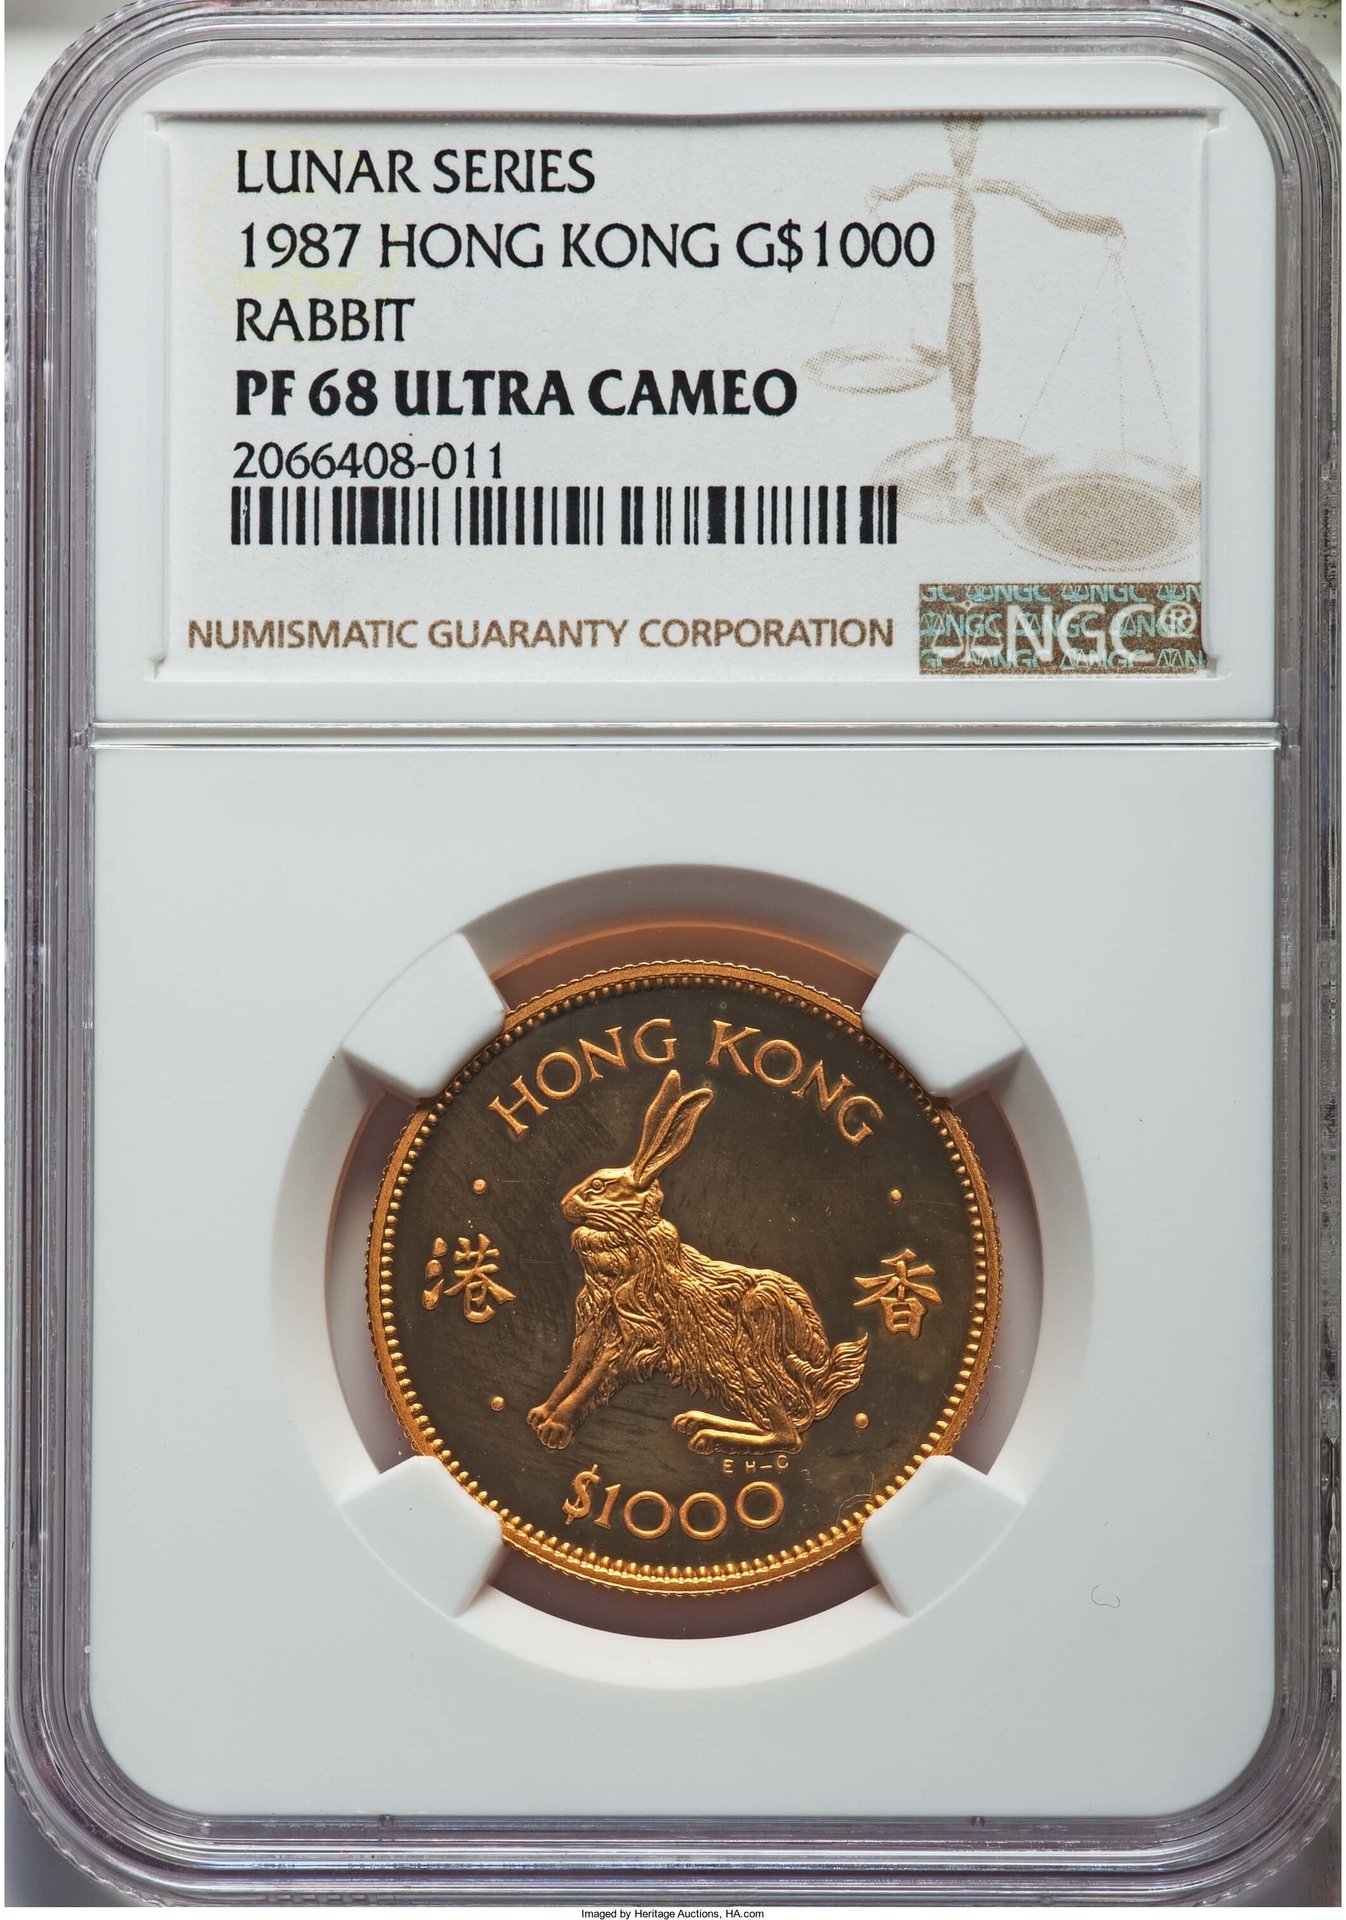 LUNAR SERIES
1987 HONG KONG G$1000
RABBIT
PF 68 ULTRA CAMEO
2066408-011
NUMISMATIC GUARANTY CORPORATION
NGC®
HONG KONG
港 香
E H-C
$1000
Imaged by Heritage Auctions, HA.com